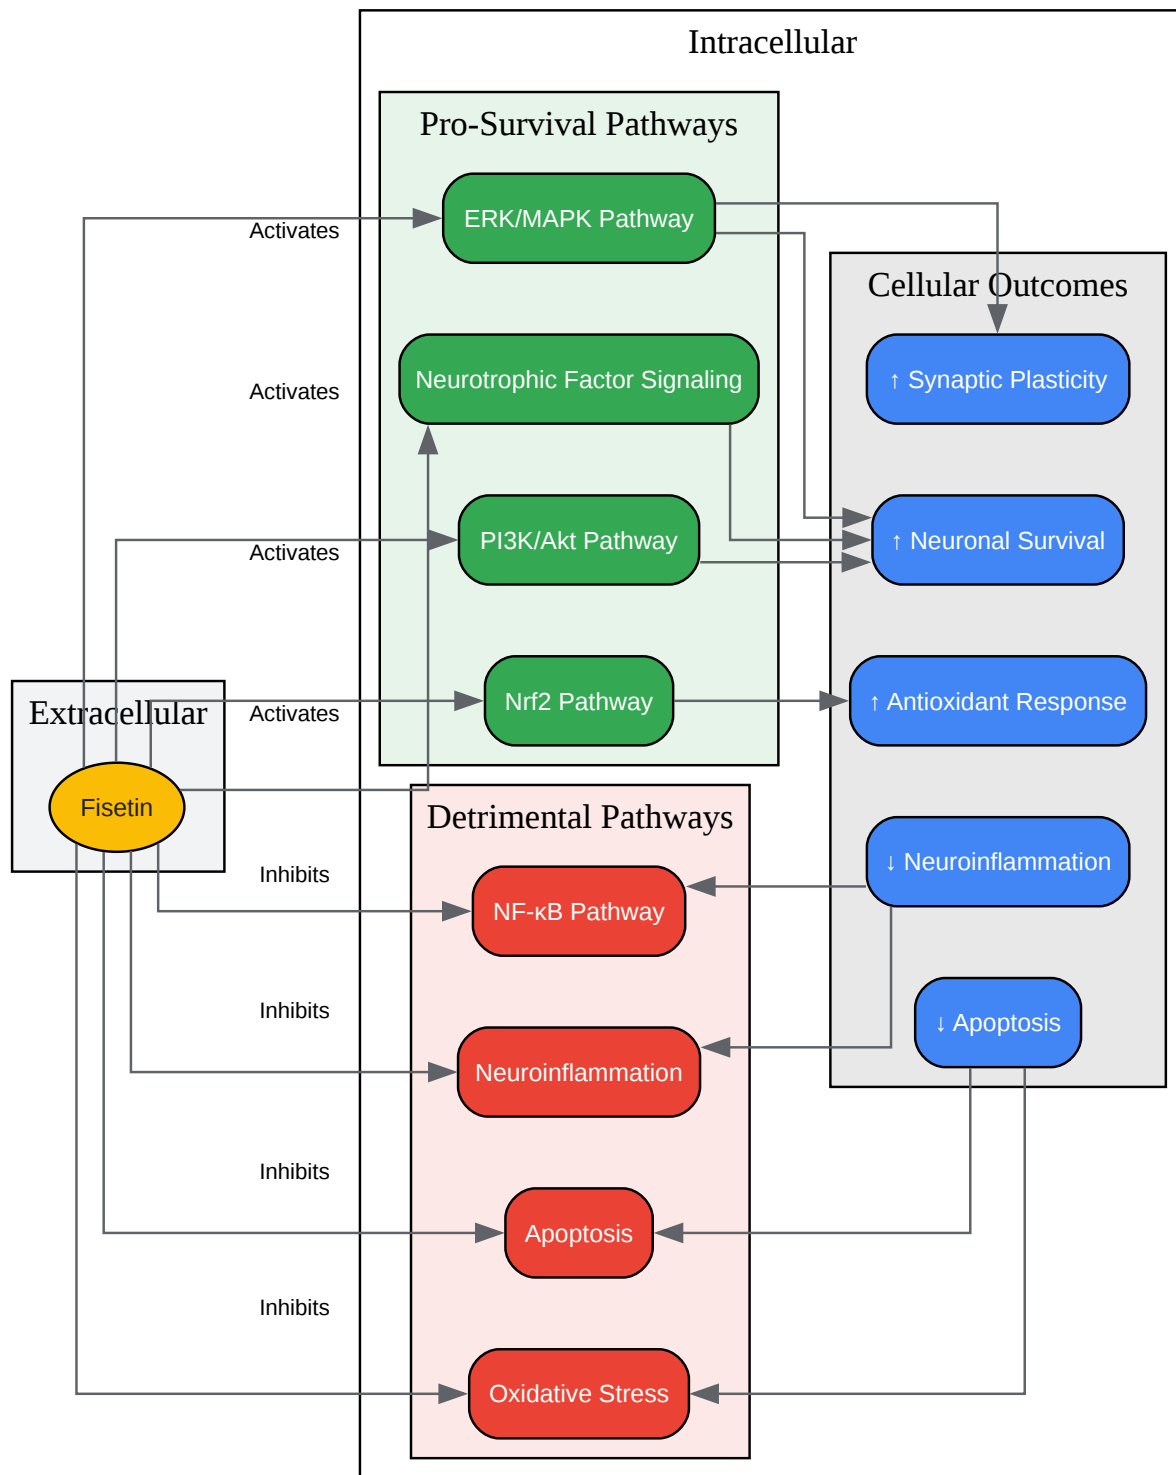 Intracellular
Pro-Survival Pathways
ERK/MAPK Pathway
Activates
Cellular Outcomes
Neurotrophic Factor Signaling
↑ Synaptic Plasticity
Activates
PI3K/Akt Pathway
↑ Neuronal Survival
Activates
Nrf2 Pathway
↑ Antioxidant Response
Extracellular
Activates
Fisetin
Detrimental Pathways
↓ Neuroinflammation
Inhibits
NF-κB Pathway
Inhibits
↓ Apoptosis
Neuroinflammation
Inhibits
Apoptosis
Inhibits
Oxidative Stress